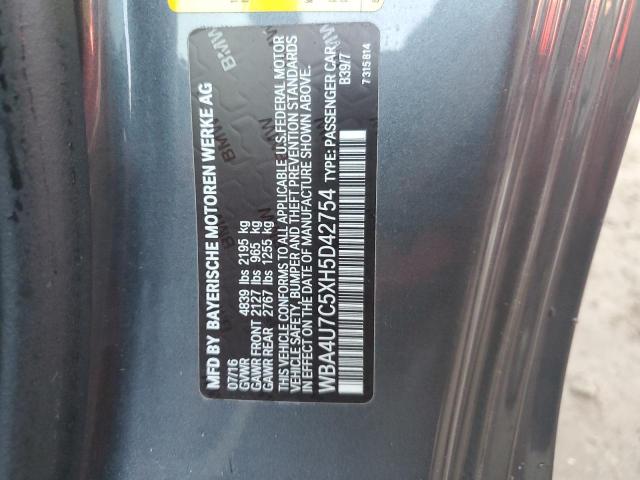 MFD BY BAYERISCHE MOTOREN WERKE AG
07/16
GVWR 4839 lbs 2195 kg
GAWR FRONT 2127 lbs 965 kg
GAWR REAR 2767 lbs 1255 kg
THIS VEHICLE CONFORMS TO ALL APPLICABLE U.S.FEDERAL MOTOR
VEHICLE SAFETY, BUMPER AND THEFT PREVENTION STANDARDS
IN EFFECT ON THE DATE OF MANUFACTURE SHOWN ABOVE.
WBA4U7C5XH5D42754 TYPE: PASSENGER CAR
B39/7
7 315 814
BMW
BMW